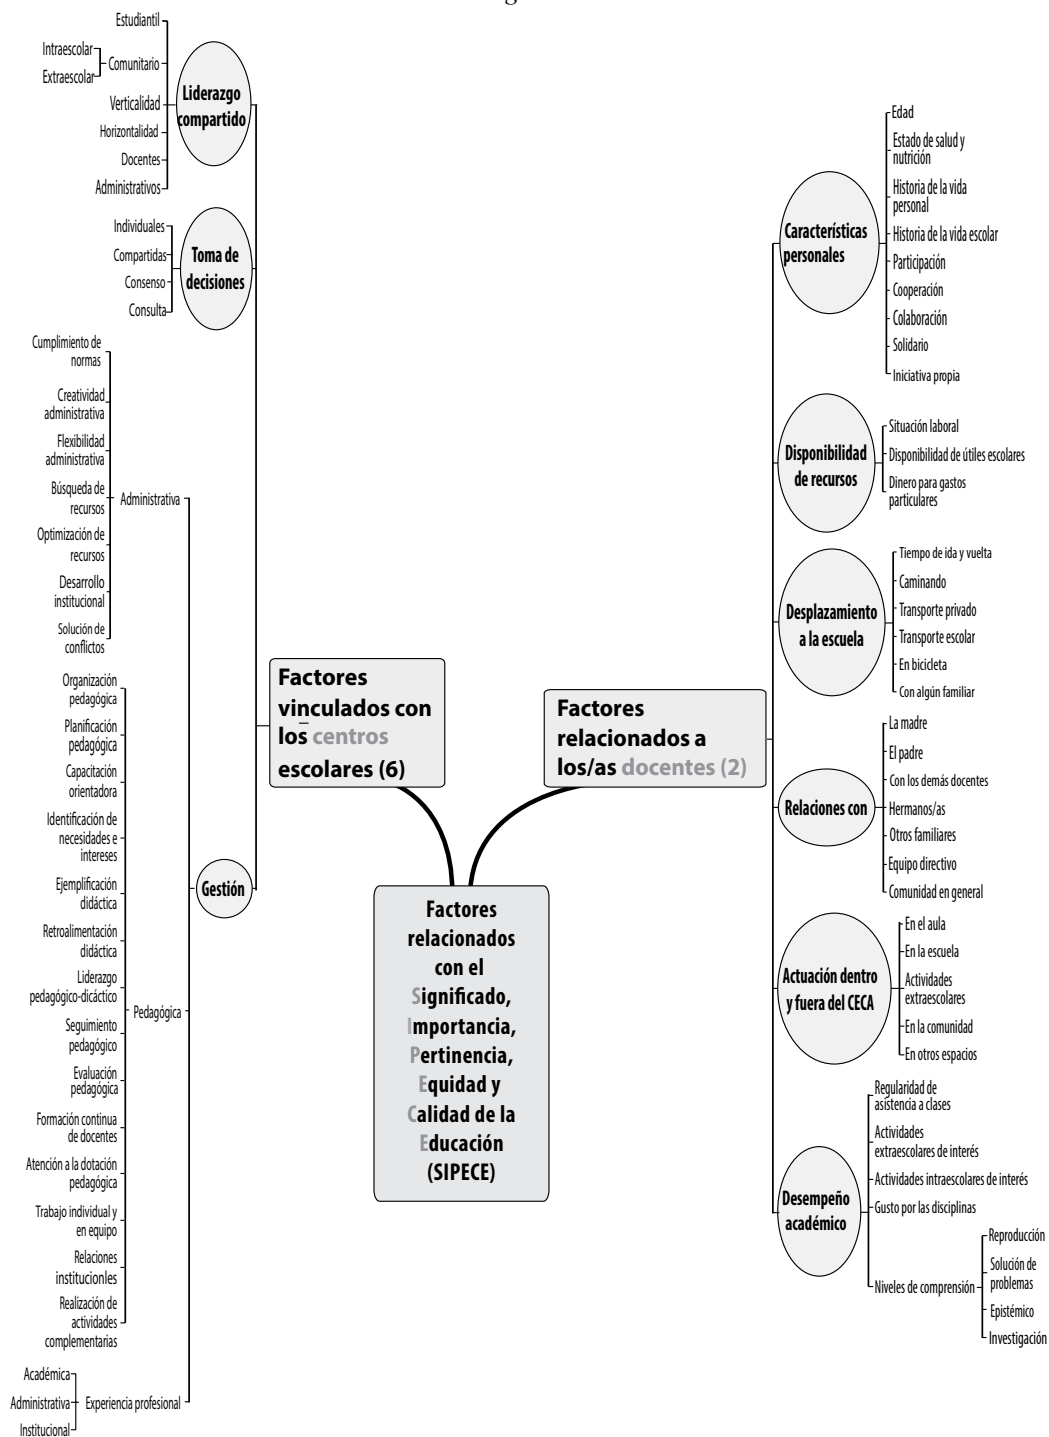 Estudiantil
Intraescolar
Comunitario
Extraescolar
Verticalidad
Horizontalidad
Docentes
Administrativos
Liderazgo
compartido
Individuales
Compartidas
Consenso
Consulta
Toma de
decisiones
Cumplimiento de
normas
Creatividad
administrativa
Flexibilidad
administrativa
Búsqueda de
recursos
Optimización de
recursos
Desarrollo
institucional
Solución de
conflictos
Administrativa
Organización
pedagógica
Planificación
pedagógica
Capacitación
orientadora
Identificación de
necesidades e
intereses
Ejemplificación
didáctica
Retroalimentación
didáctica
Liderazgo
pedagógico-dicáctico
Seguimiento
pedagógico
Evaluación
pedagógica
Formación continua
de docentes
Atención a la dotación
pedagógica
Trabajo individual y
en equipo
Relaciones
institucionles
Realización de
actividades
complementarias
Pedagógica
Académica
Administrativa
Institucional
Experiencia profesional
Gestión
Factores
vinculados con
los centros
escolares (6)
Factores
relacionados a
los/as docentes (2)
Factores
relacionados
con el
Significado,
Importancia,
Pertinencia,
Equidad y
Calidad de la
Educación
(SIPECE)
Características
personales
Edad
Estado de salud y
nutrición
Historia de la vida
personal
Historia de la vida escolar
Participación
Cooperación
Colaboración
Solidario
Iniciativa propia
Disponibilidad
de recursos
Situación laboral
Disponibilidad de útiles escolares
Dinero para gastos
particulares
Desplazamiento
a la escuela
Tiempo de ida y vuelta
Caminando
Transporte privado
Transporte escolar
En bicicleta
Con algún familiar
Relaciones con
La madre
El padre
Con los demás docentes
Hermanos/as
Otros familiares
Equipo directivo
Comunidad en general
Actuación dentro
y fuera del CECA
En el aula
En la escuela
Actividades
extraescolares
En la comunidad
En otros espacios
Desempeño
académico
Regularidad de
asistencia a clases
Actividades
extraescolares de interés
Actividades intraescolares de interés
Gusto por las disciplinas
Niveles de comprensión
Reproducción
Solución de
problemas
Epistémico
Investigación